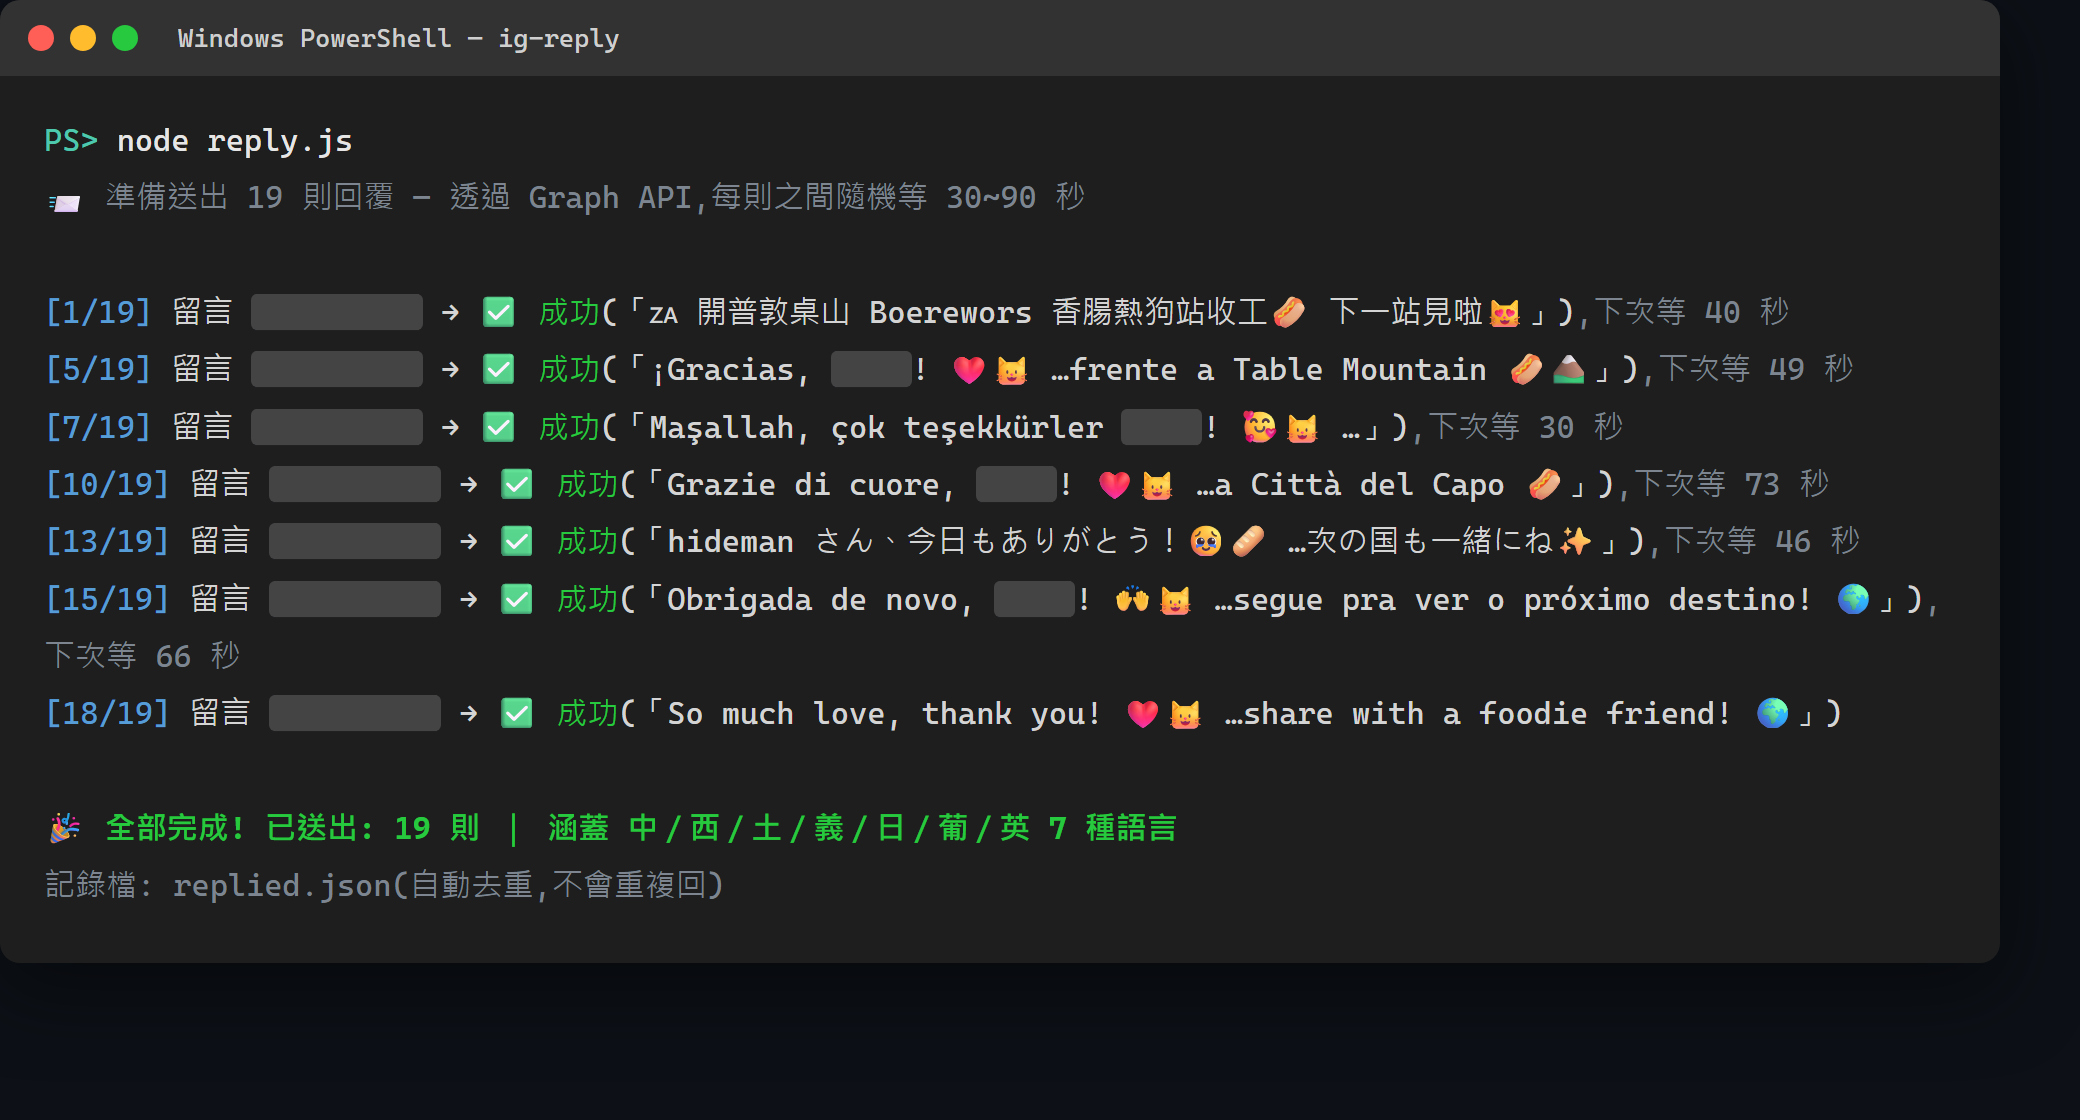 Windows PowerShell — ig-reply
PS> node reply.js
📨 準備送出 19 則回覆 — 透過 Graph API,每則之間隨機等 30~90 秒
[1/19] 留言 → ✅ 成功(「ZA 開普敦桌山 Boerewors 香腸熱狗站收工🌭 下一站見啦😻」),下次等 40 秒
[5/19] 留言 → ✅ 成功(「¡Gracias, ! ❤️😺 …frente a Table Mountain 🌭⛰️」),下次等 49 秒
[7/19] 留言 → ✅ 成功(「Maşallah, çok teşekkürler ! 🥰😺 …」),下次等 30 秒
[10/19] 留言 → ✅ 成功(「Grazie di cuore, ! ❤️😺 …a Città del Capo 🌭」),下次等 73 秒
[13/19] 留言 → ✅ 成功(「hideman さん、今日もありがとう！🥹🥖 …次の国も一緒にね✨」),下次等 46 秒
[15/19] 留言 → ✅ 成功(「Obrigada de novo, ! 🙌😺 …segue pra ver o próximo destino! 🌍」),
下次等 66 秒
[18/19] 留言 → ✅ 成功(「So much love, thank you! ❤️😺 …share with a foodie friend! 🌍」)
🎉 全部完成! 已送出: 19 則 | 涵蓋 中/西/土/義/日/葡/英 7 種語言
記錄檔: replied.json(自動去重,不會重複回)